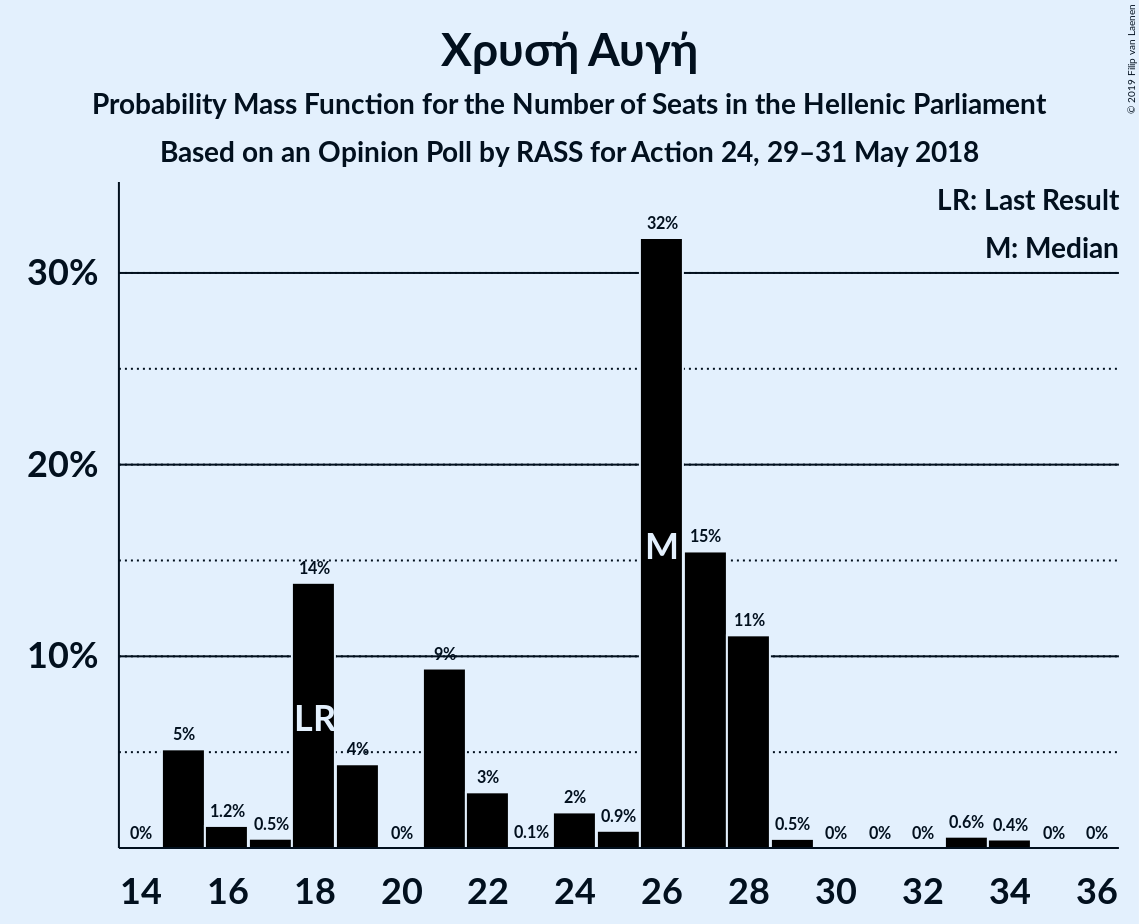 Χρυσή Αυγή
Probability Mass Function for the Number of Seats in the Hellenic Parliament
Based on an Opinion Poll by RASS for Action 24, 29–31 May 2018
© 2019 Filip van Laenen
LR: Last Result
M: Median
30%
20%
10%
0%
5%
1.2%
0.5%
14%
LR
4%
0%
9%
3%
0.1%
2%
0.9%
32%
M
15%
11%
0.5%
0%
0%
0%
0.6%
0.4%
0%
0%
14 16 18 20 22 24 26 28 30 32 34 36